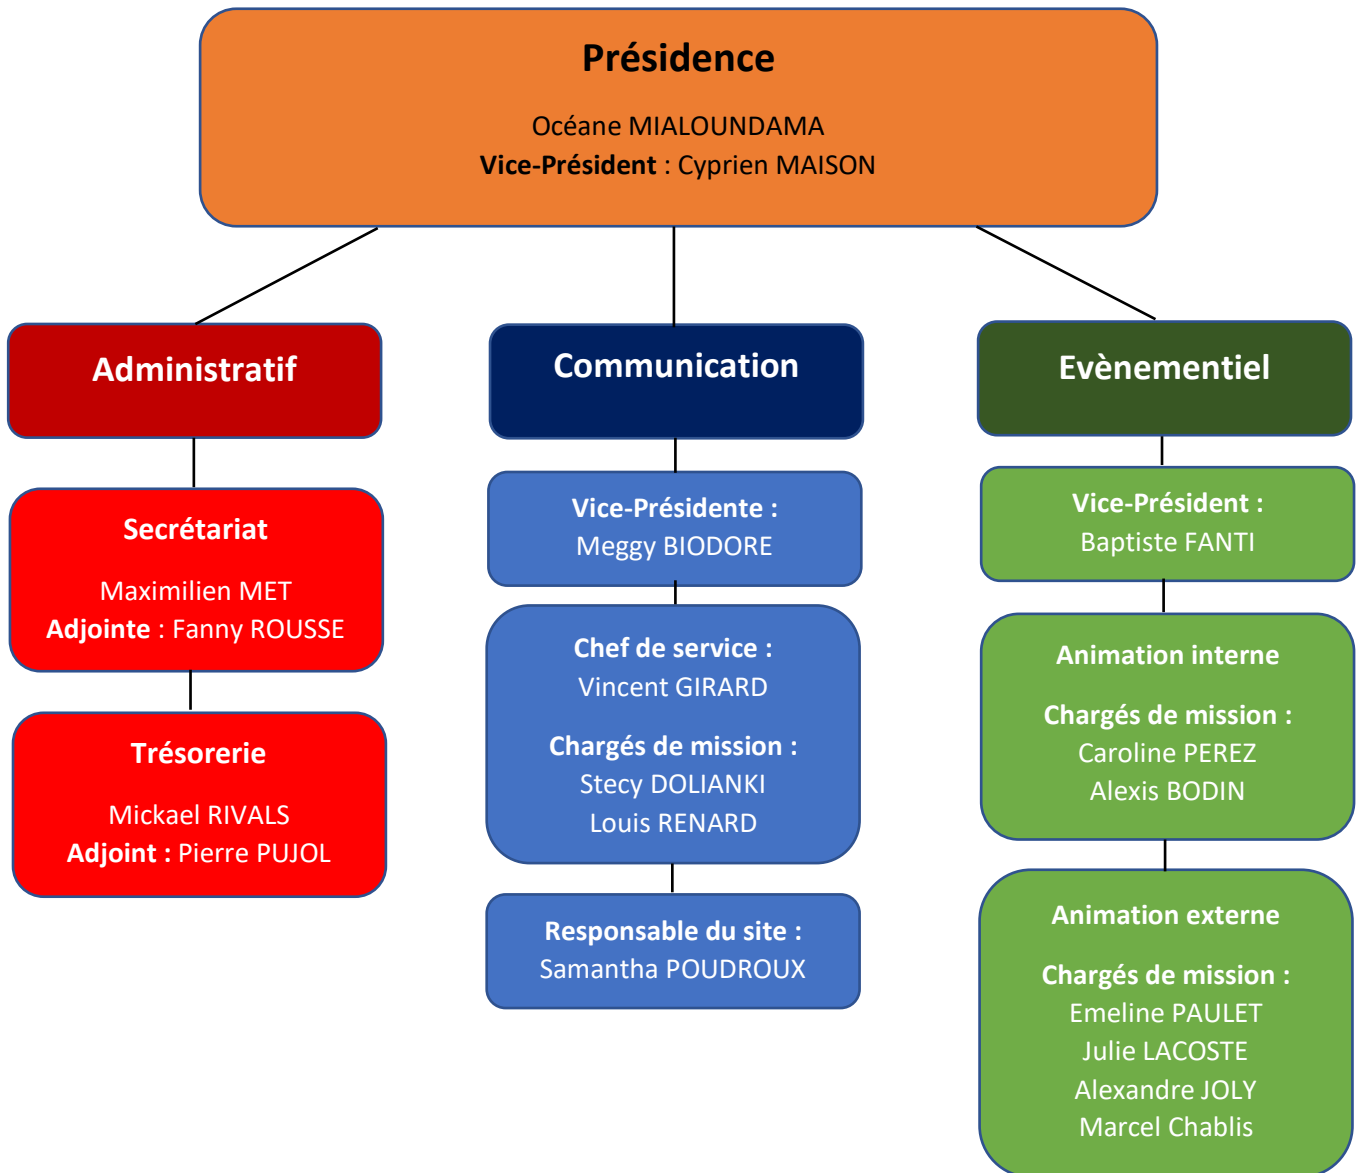 Présidence
Océane MIALOUNDAMA
Vice-Président : Cyprien MAISON
Administratif
Secrétariat
Maximilien MET
Adjointe : Fanny ROUSSE
Trésorerie
Mickael RIVALS
Adjoint : Pierre PUJOL
Communication
Vice-Présidente :
Meggy BIODORE
Chef de service :
Vincent GIRARD
Chargés de mission :
Stecy DOLIANKI
Louis RENARD
Responsable du site :
Samantha POUDROUX
Evènementiel
Vice-Président :
Baptiste FANTI
Animation interne
Chargés de mission :
Caroline PEREZ
Alexis BODIN
Animation externe
Chargés de mission :
Emeline PAULET
Julie LACOSTE
Alexandre JOLY
Marcel Chablis